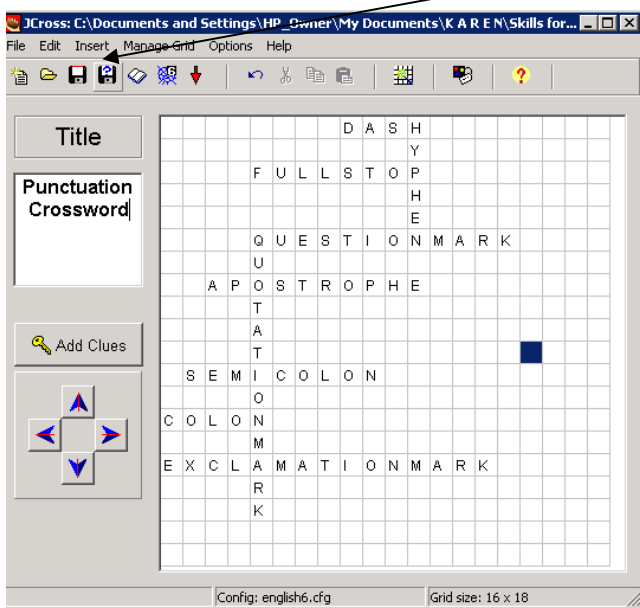 JCross: C:\Documents and Settings\HP_Owner\My Documents\K A R E N\Skills for...
File Edit Insert Manage Grid Options Help
Title
Punctuation
Crossword
Add Clues
D A S H
Y
F U L L S T O P
H
E
Q U E S T I O N M A R K
U
A P O S T R O P H E
T
A
T
S E M I C O L O N
O
C O L O N
M
E X C L A M A T I O N M A R K
R
K
Config: english6.cfg Grid size: 16 x 18